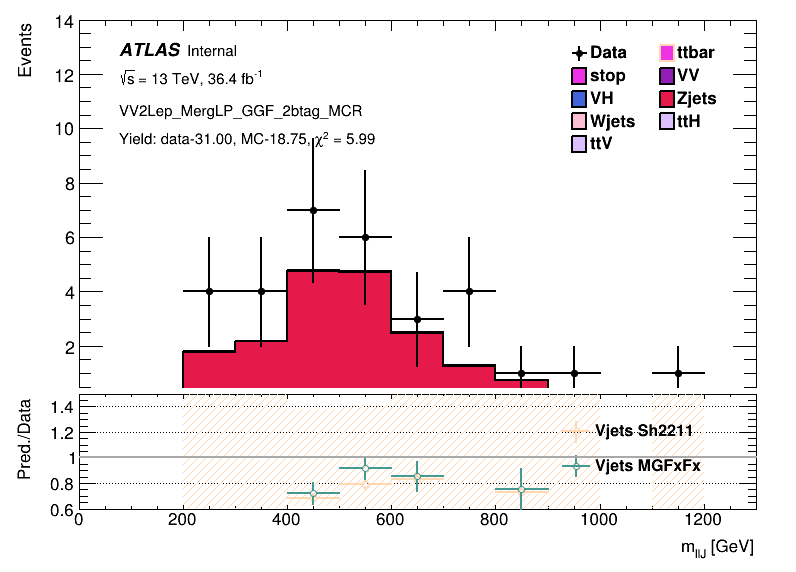 Events
14
12
10
8
6
4
2
ATLAS Internal
√s = 13 TeV, 36.4 fb⁻¹
VV2Lep_MergLP_GGF_2btag_MCR
Yield: data-31.00, MC-18.75, χ² = 5.99
Data
ttbar
stop
VV
VH
Zjets
Wjets
ttH
ttV
Pred./Data
1.4
1.2
1
0.8
0.6
Vjets Sh2211
Vjets MGFxFx
0 200 400 600 800 1000 1200
m_llJ [GeV]